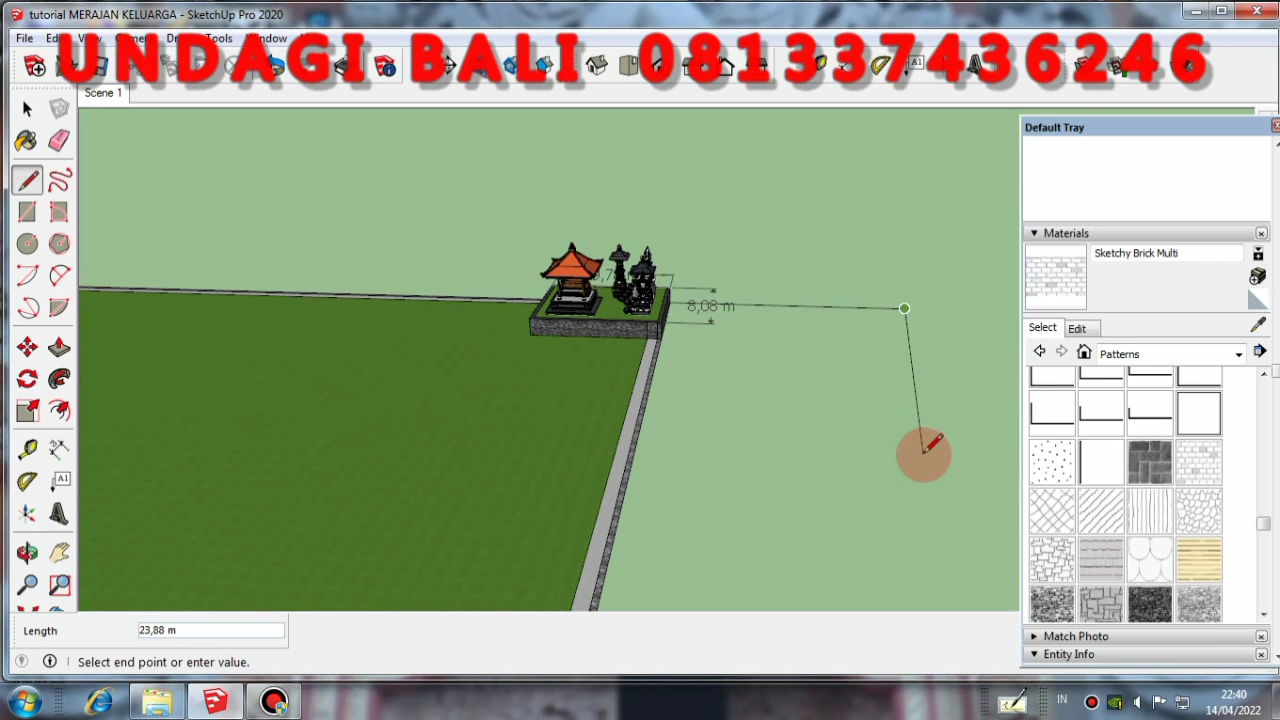 tutorial MERAJAN KELUARGA - SketchUp Pro 2020
UNDAGI BALI 081337436246
File
Tools
Window
Scene 1
Default Tray
Materials
Sketchy Brick Multi
Select Edit
Patterns
8,08 m
A1
A1
Match Photo
Entity Info
Length 23,88 m
Select end point or enter value.
IN
22:40
14/04/2022